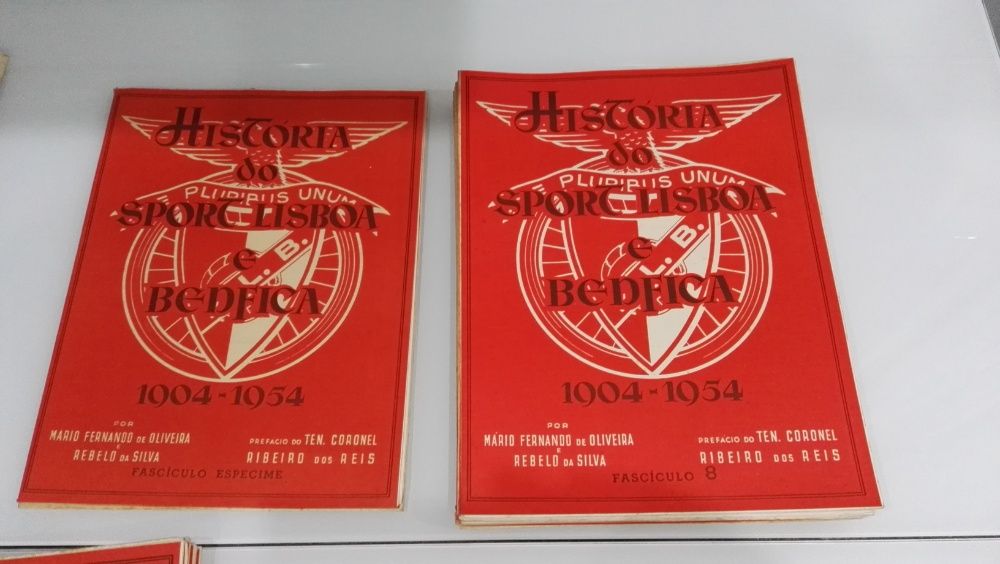 HISTÓRIA
do
PLURIBUS UNUM
SPORT LISBOA
e
L. B.
BENFICA
1904-1954
POR
MÁRIO FERNANDO DE OLIVEIRA
E
REBELO DA SILVA
PREFÁCIO DO TEN. CORONEL
RIBEIRO DOS REIS
FASCÍCULO ESPECIME
HISTÓRIA
do
PLURIBUS UNUM
SPORT LISBOA
e
L. B.
BENFICA
1904-1954
POR
MÁRIO FERNANDO DE OLIVEIRA
E
REBELO DA SILVA
PREFÁCIO DO TEN. CORONEL
RIBEIRO DOS REIS
FASCÍCULO 8